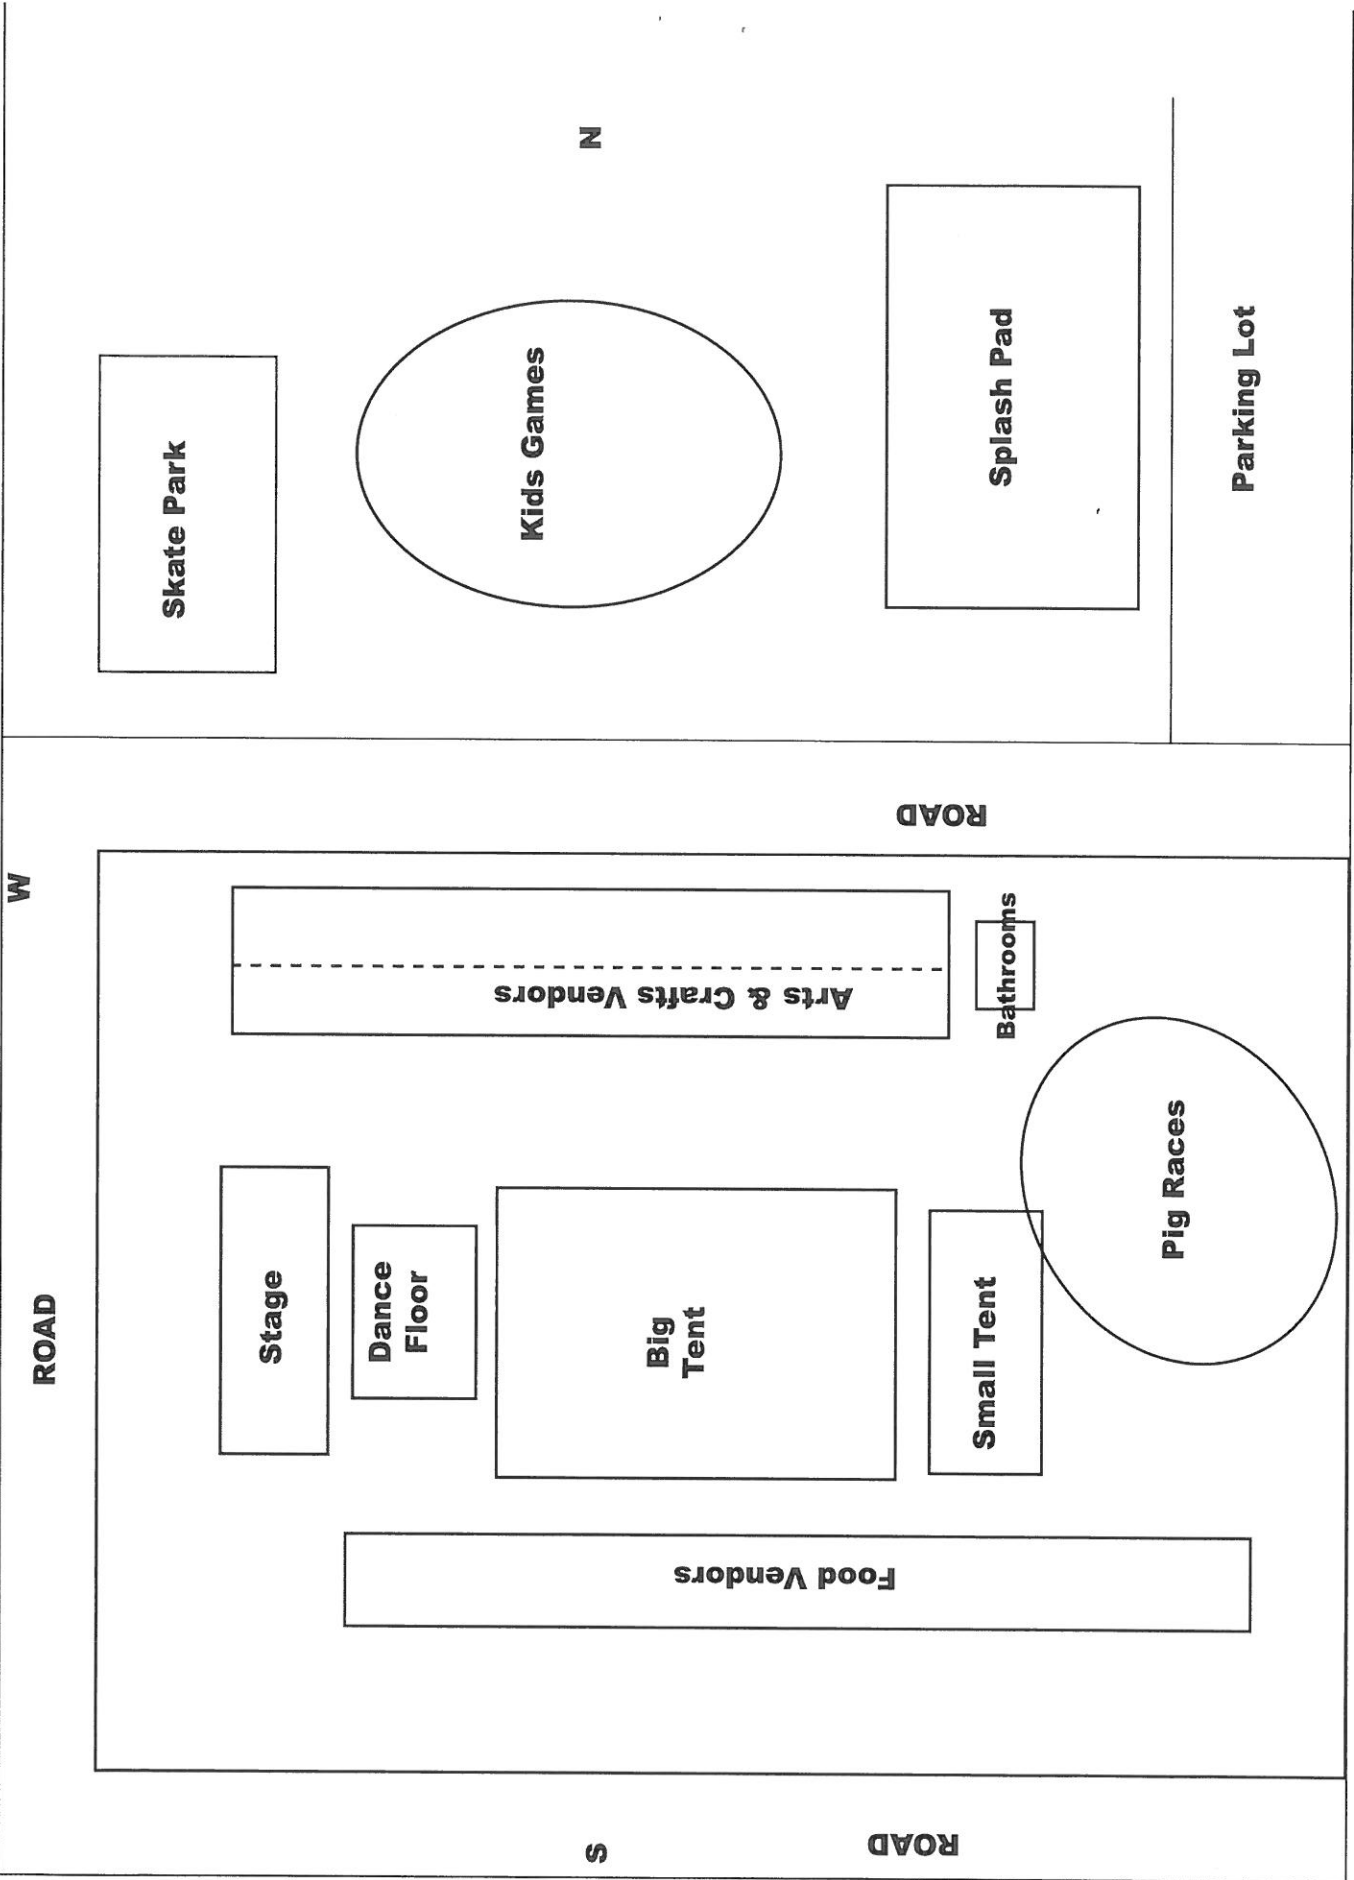 N
Skate Park
Kids Games
Splash Pad
Parking Lot
ROAD
W
Arts & Crafts Vendors
Bathrooms
ROAD
Stage
Dance
Floor
Big
Tent
Small Tent
Pig Races
Food Vendors
S
ROAD